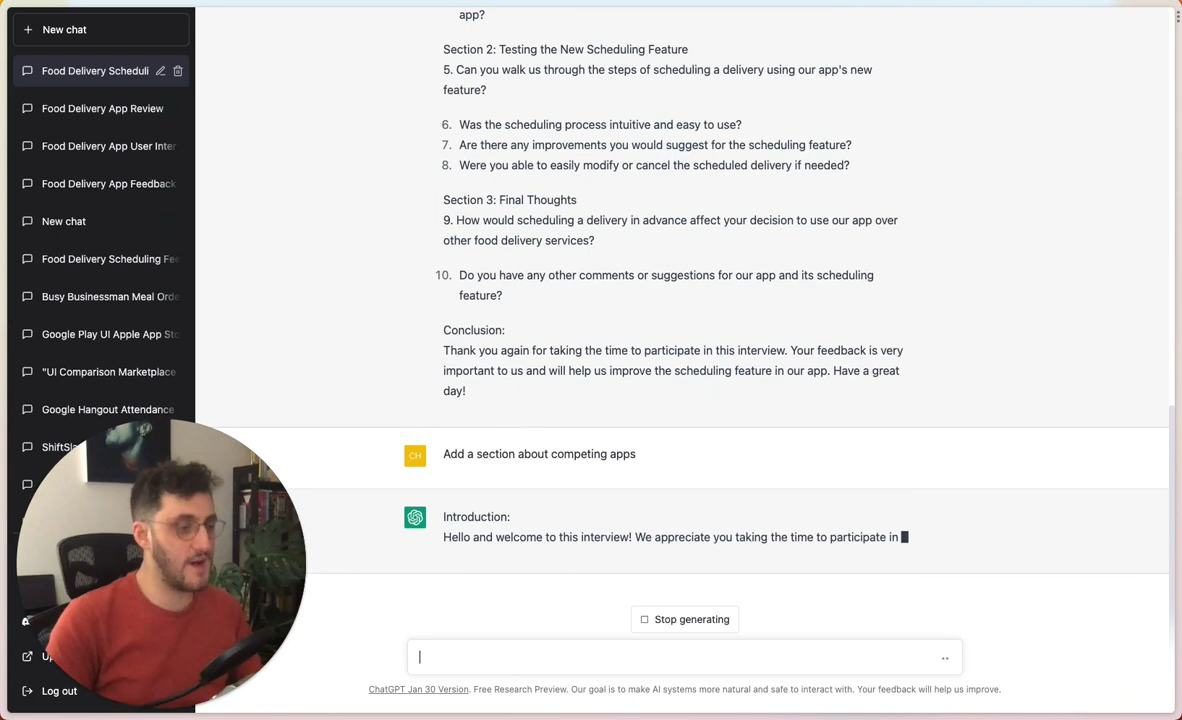 New chat
Food Delivery Scheduli
Food Delivery App Review
Food Delivery App User Inter
Food Delivery App Feedback
New chat
Food Delivery Scheduling Fee
Busy Businessman Meal Orde
Google Play UI Apple App Sto
"UI Comparison Marketplace
Google Hangout Attendance
ShiftSla
Log out
app?
Section 2: Testing the New Scheduling Feature
5. Can you walk us through the steps of scheduling a delivery using our app's new
feature?
6. Was the scheduling process intuitive and easy to use?
7. Are there any improvements you would suggest for the scheduling feature?
8. Were you able to easily modify or cancel the scheduled delivery if needed?
Section 3: Final Thoughts
9. How would scheduling a delivery in advance affect your decision to use our app over
other food delivery services?
10. Do you have any other comments or suggestions for our app and its scheduling
feature?
Conclusion:
Thank you again for taking the time to participate in this interview. Your feedback is very
important to us and will help us improve the scheduling feature in our app. Have a great
day!
CH Add a section about competing apps
Introduction:
Hello and welcome to this interview! We appreciate you taking the time to participate in
Stop generating
ChatGPT Jan 30 Version. Free Research Preview. Our goal is to make AI systems more natural and safe to interact with. Your feedback will help us improve.